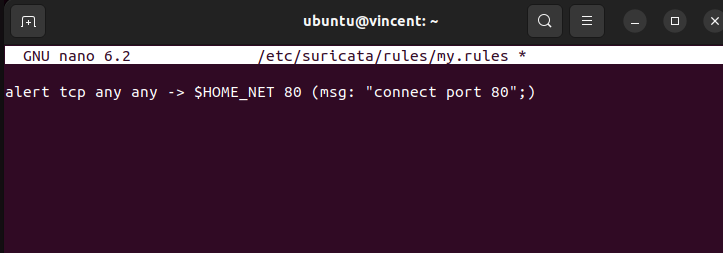 ubuntu@vincent: ~
GNU nano 6.2 /etc/suricata/rules/my.rules *
alert tcp any any -> $HOME_NET 80 (msg: "connect port 80";)